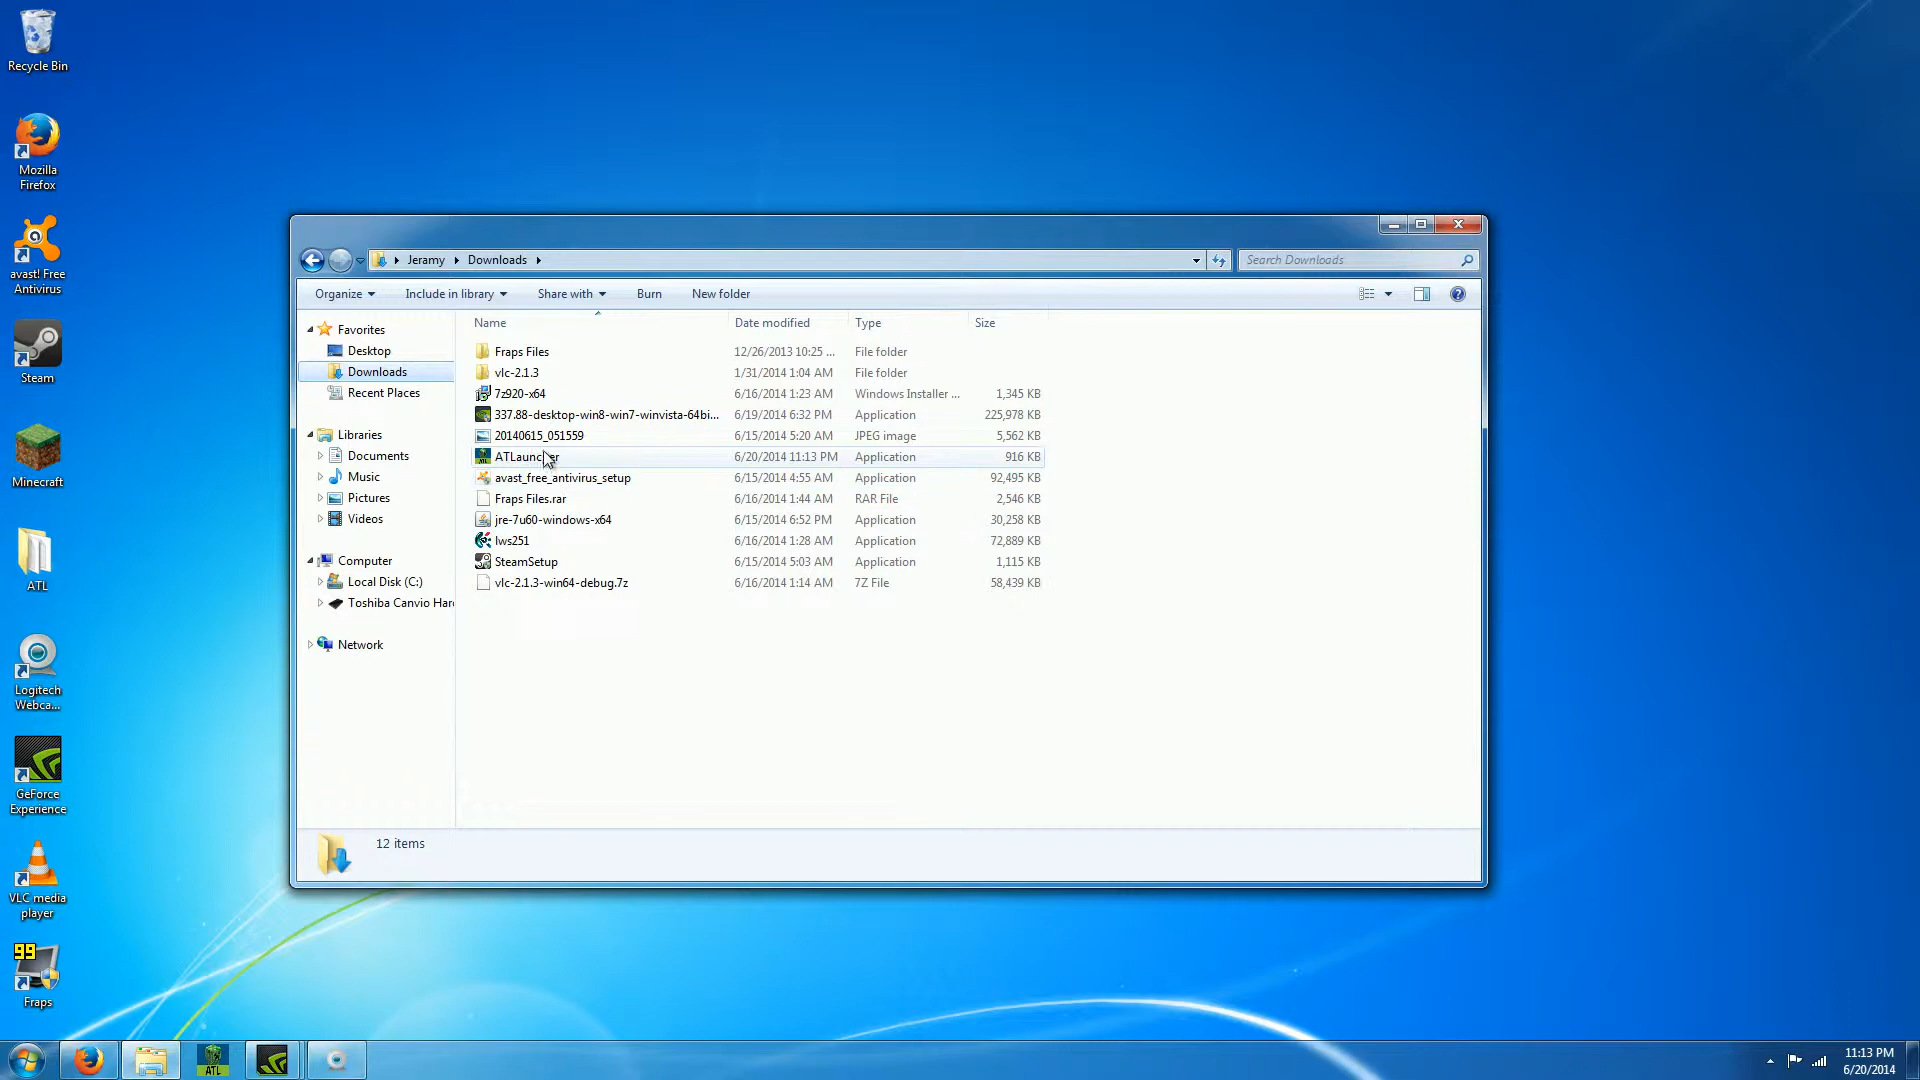 Recycle Bin
Mozilla
Firefox
avast! Free
Antivirus
Steam
Minecraft
ATL
Logitech
Webca...
GeForce
Experience
VLC media
player
99
Fraps
Jeramy
Downloads
Search Downloads
Organize
Include in library
Share with
Burn
New folder
Favorites
Desktop
Downloads
Recent Places
Libraries
Documents
Music
Pictures
Videos
Computer
Local Disk (C:)
Toshiba Canvio Har
Network
Name Date modified Type Size
Fraps Files 12/26/2013 10:25 ... File folder
vlc-2.1.3 1/31/2014 1:04 AM File folder
7z920-x64 6/16/2014 1:23 AM Windows Installer ... 1,345 KB
337.88-desktop-win8-win7-winvista-64bi... 6/19/2014 6:32 PM Application 225,978 KB
20140615_051559 6/15/2014 5:20 AM JPEG image 5,562 KB
ATLauncher 6/20/2014 11:13 PM Application 916 KB
avast_free_antivirus_setup 6/15/2014 4:55 AM Application 92,495 KB
Fraps Files.rar 6/16/2014 1:44 AM RAR File 2,546 KB
jre-7u60-windows-x64 6/15/2014 6:52 PM Application 30,258 KB
lws251 6/16/2014 1:28 AM Application 72,889 KB
SteamSetup 6/15/2014 5:03 AM Application 1,115 KB
vlc-2.1.3-win64-debug.7z 6/16/2014 1:14 AM 7Z File 58,439 KB
12 items
ATL
11:13 PM
6/20/2014